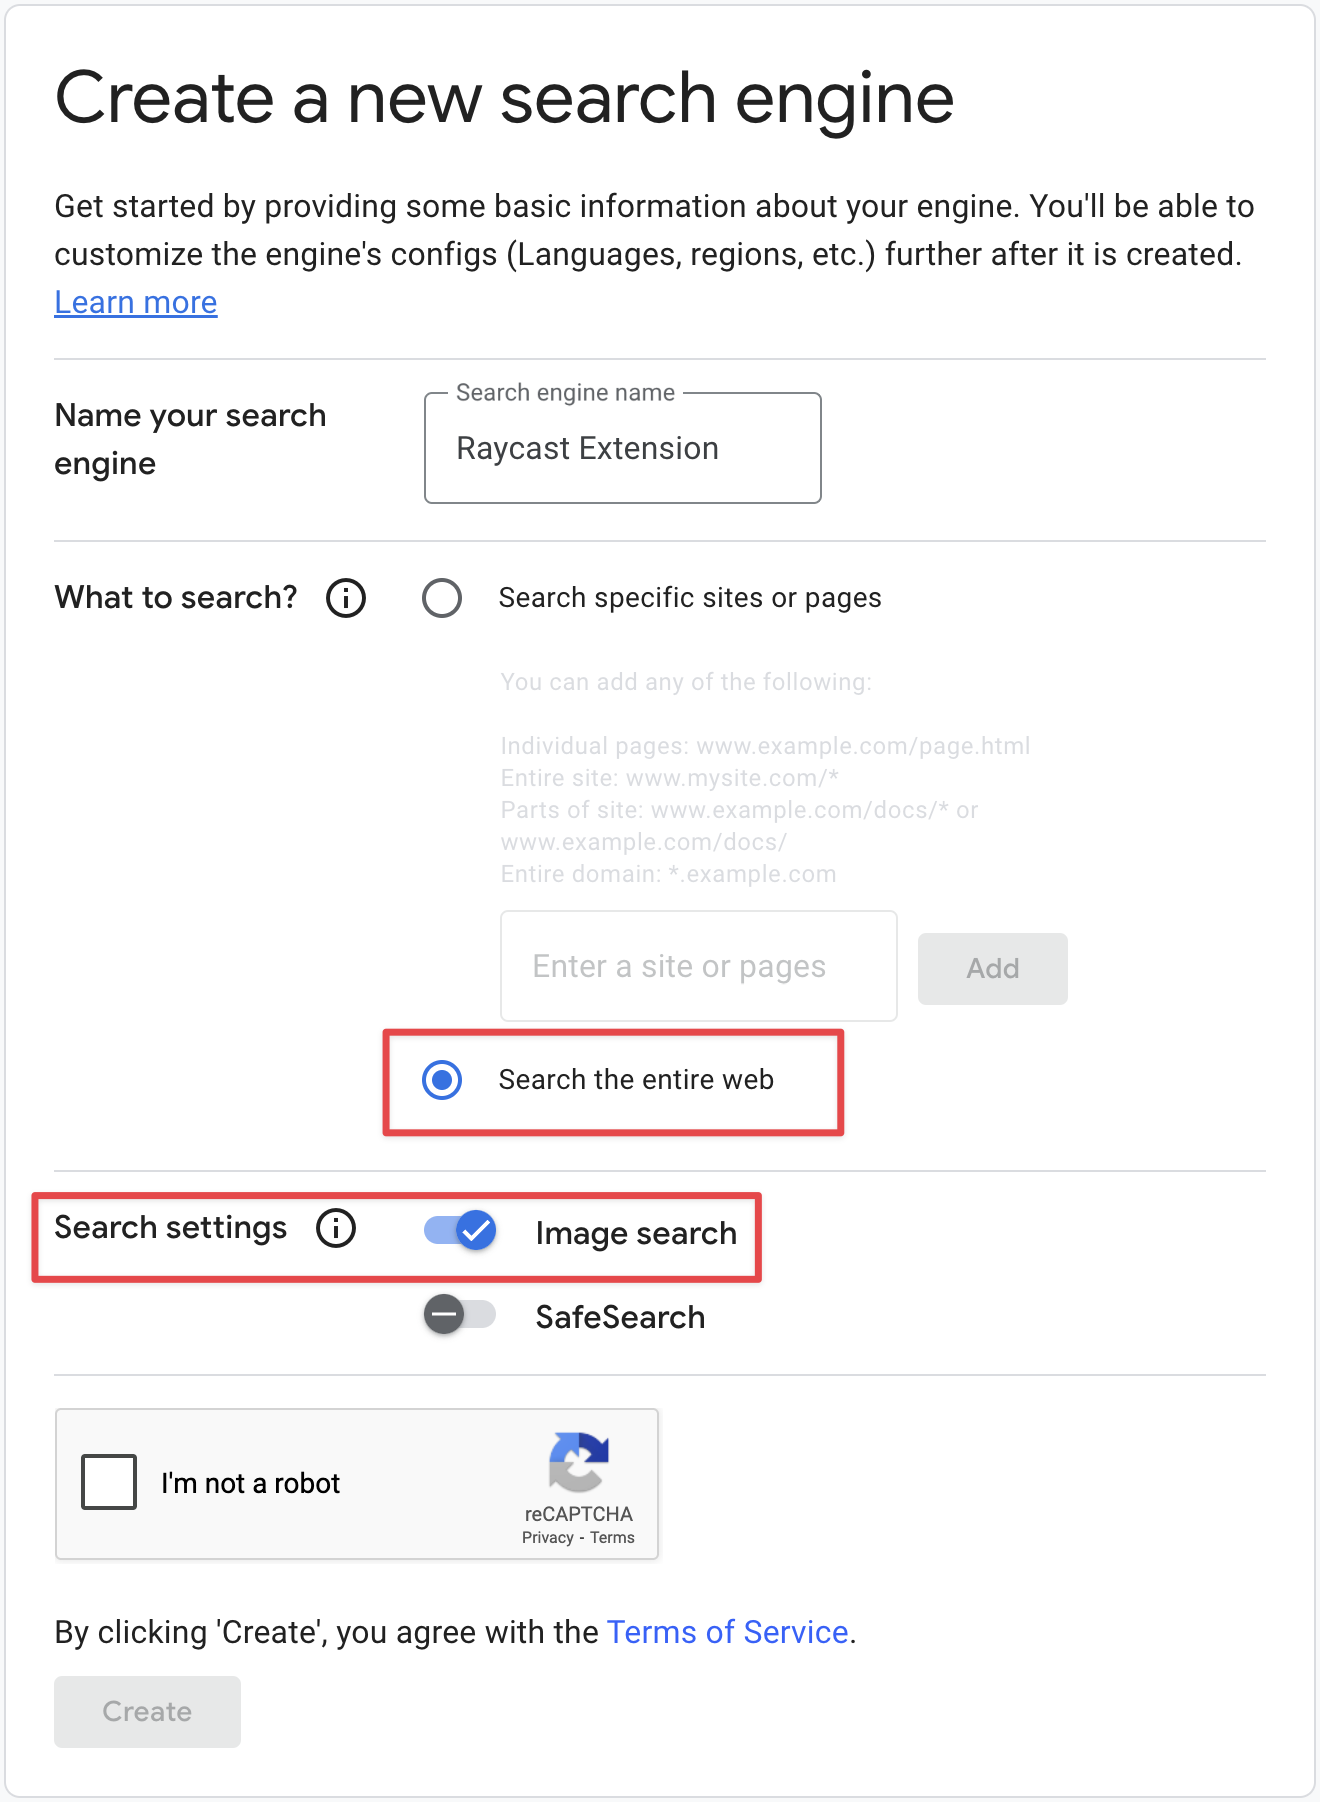 Create a new search engine
Get started by providing some basic information about your engine. You'll be able to
customize the engine's configs (Languages, regions, etc.) further after it is created.
Learn more
Name your search
engine
Search engine name
Raycast Extension
What to search?
Search specific sites or pages
You can add any of the following:
Individual pages: www.example.com/page.html
Entire site: www.mysite.com/*
Parts of site: www.example.com/docs/* or
www.example.com/docs/
Entire domain: *.example.com
Enter a site or pages
Add
Search the entire web
Search settings
Image search
SafeSearch
I'm not a robot
reCAPTCHA
Privacy - Terms
By clicking 'Create', you agree with the Terms of Service.
Create